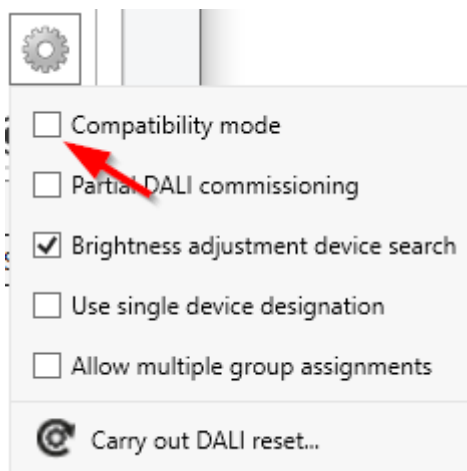 Compatibility mode
Partial DALI commissioning
Brightness adjustment device search
Use single device designation
Allow multiple group assignments
Carry out DALI reset...